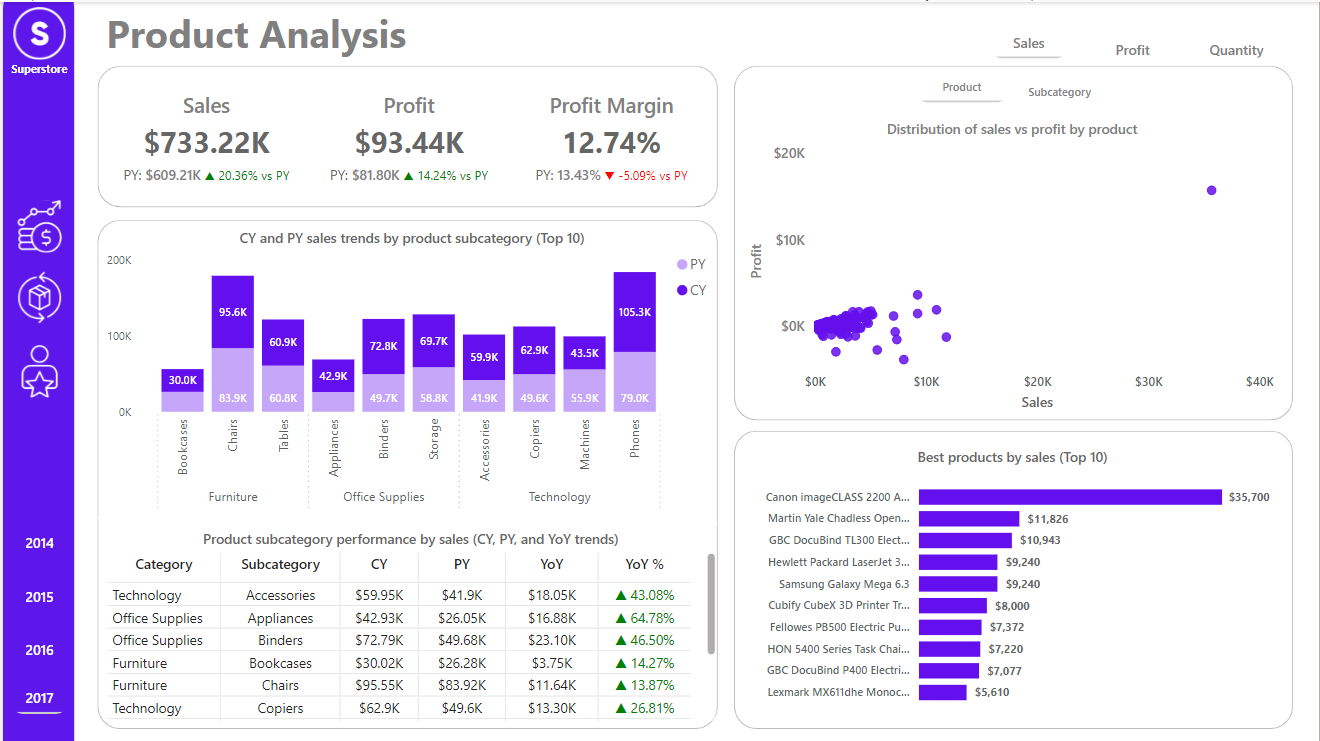 S
Superstore
2014
2015
2016
2017
Product Analysis
Sales
Profit
Quantity
Sales
Profit
Profit Margin
$733.22K
$93.44K
12.74%
PY: $609.21K ▲ 20.36% vs PY
PY: $81.80K ▲ 14.24% vs PY
PY: 13.43% ▼ -5.09% vs PY
CY and PY sales trends by product subcategory (Top 10)
PY
CY
200K
100K
0K
30.0K
95.6K
83.9K
60.9K
60.8K
42.9K
72.8K
49.7K
69.7K
58.8K
59.9K
41.9K
62.9K
49.6K
43.5K
55.9K
105.3K
79.0K
Bookcases
Chairs
Tables
Appliances
Binders
Storage
Accessories
Copiers
Machines
Phones
Furniture
Office Supplies
Technology
Product subcategory performance by sales (CY, PY, and YoY trends)
Category Subcategory CY PY YoY YoY %
Technology Accessories $59.95K $41.9K $18.05K ▲ 43.08%
Office Supplies Appliances $42.93K $26.05K $16.88K ▲ 64.78%
Office Supplies Binders $72.79K $49.68K $23.10K ▲ 46.50%
Furniture Bookcases $30.02K $26.28K $3.75K ▲ 14.27%
Furniture Chairs $95.55K $83.92K $11.64K ▲ 13.87%
Technology Copiers $62.9K $49.6K $13.30K ▲ 26.81%
Product
Subcategory
Distribution of sales vs profit by product
Profit
$20K
$10K
$0K
$0K
$10K
$20K
$30K
$40K
Sales
Best products by sales (Top 10)
Canon imageCLASS 2200 A... $35,700
Martin Yale Chadless Open... $11,826
GBC DocuBind TL300 Elect... $10,943
Hewlett Packard LaserJet 3... $9,240
Samsung Galaxy Mega 6.3 $9,240
Cubify CubeX 3D Printer Tr... $8,000
Fellowes PB500 Electric Pu... $7,372
HON 5400 Series Task Chai... $7,220
GBC DocuBind P400 Electri... $7,077
Lexmark MX611dhe Monoc... $5,610